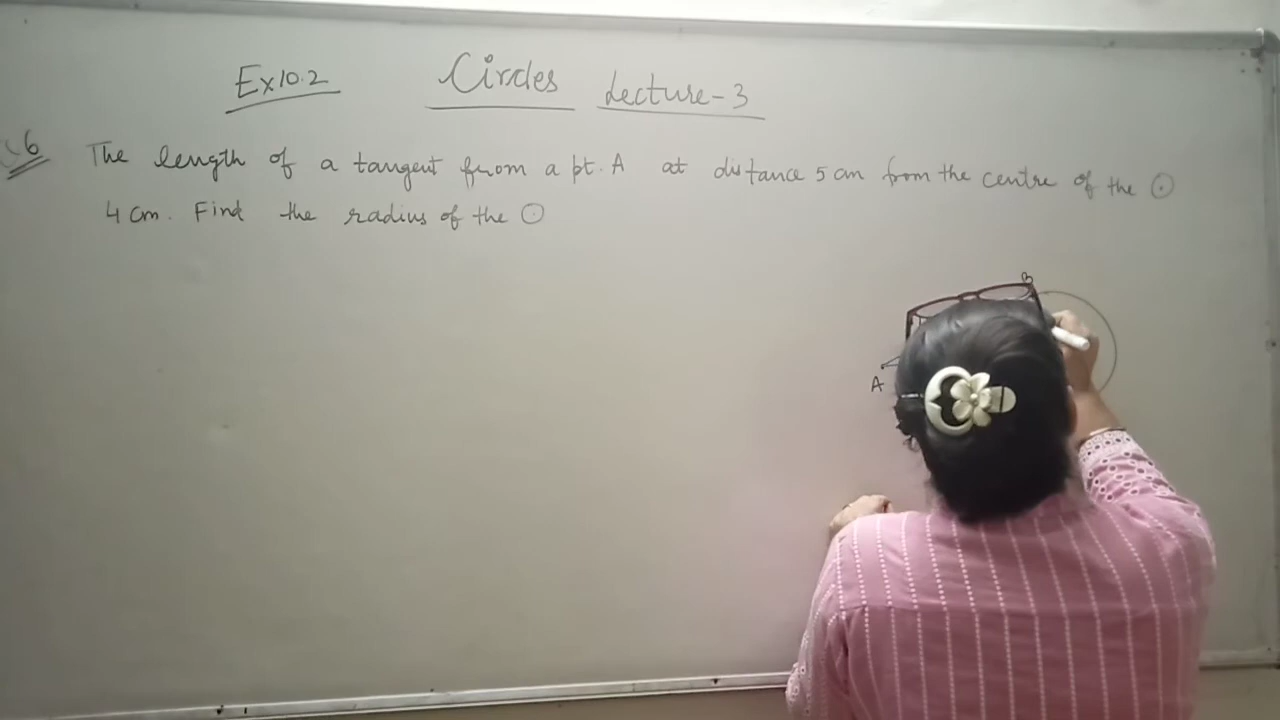 Ex10.2 Circles Lecture-3
6 The length of a tangent from a pt. A at distance 5 cm from the centre of the ⊙
4 cm. Find the radius of the ⊙
B
A